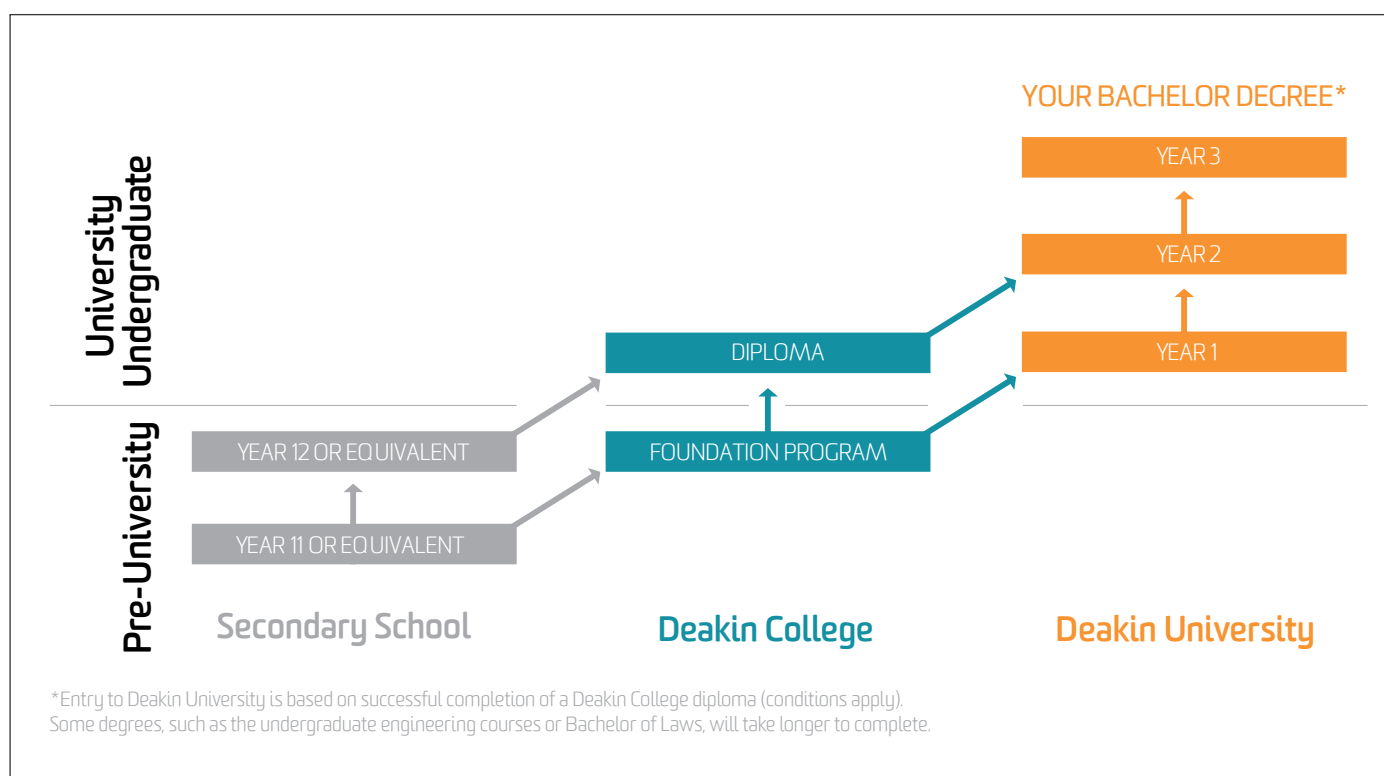 YOUR BACHELOR DEGREE*
YEAR 3
YEAR 2
YEAR 1
University
Undergraduate
DIPLOMA
FOUNDATION PROGRAM
YEAR 12 OR EQUIVALENT
YEAR 11 OR EQUIVALENT
Pre-University
Secondary School
Deakin College
Deakin University
*Entry to Deakin University is based on successful completion of a Deakin College diploma (conditions apply).
Some degrees, such as the undergraduate engineering courses or Bachelor of Laws, will take longer to complete.